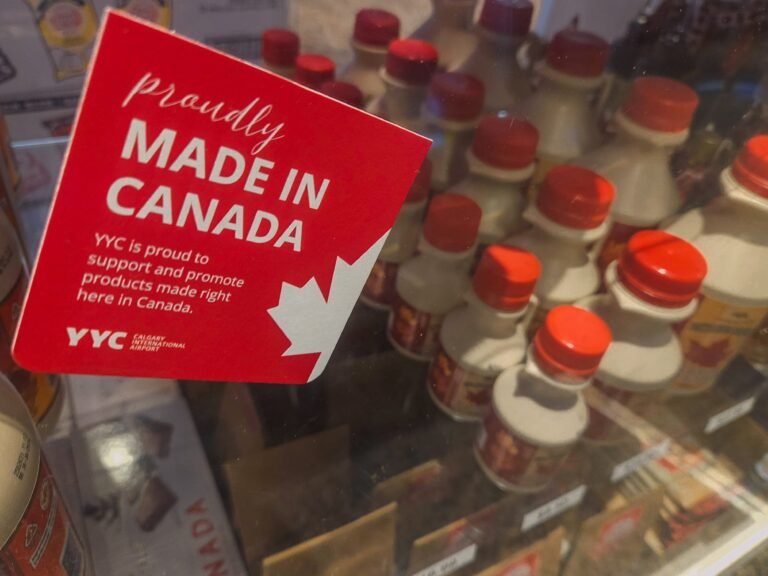 proudly
MADE IN
CANADA
YYC is proud to
support and promote
products made right
here in Canada.
YYC CALGARY
INTERNATIONAL
AIRPORT
NADA